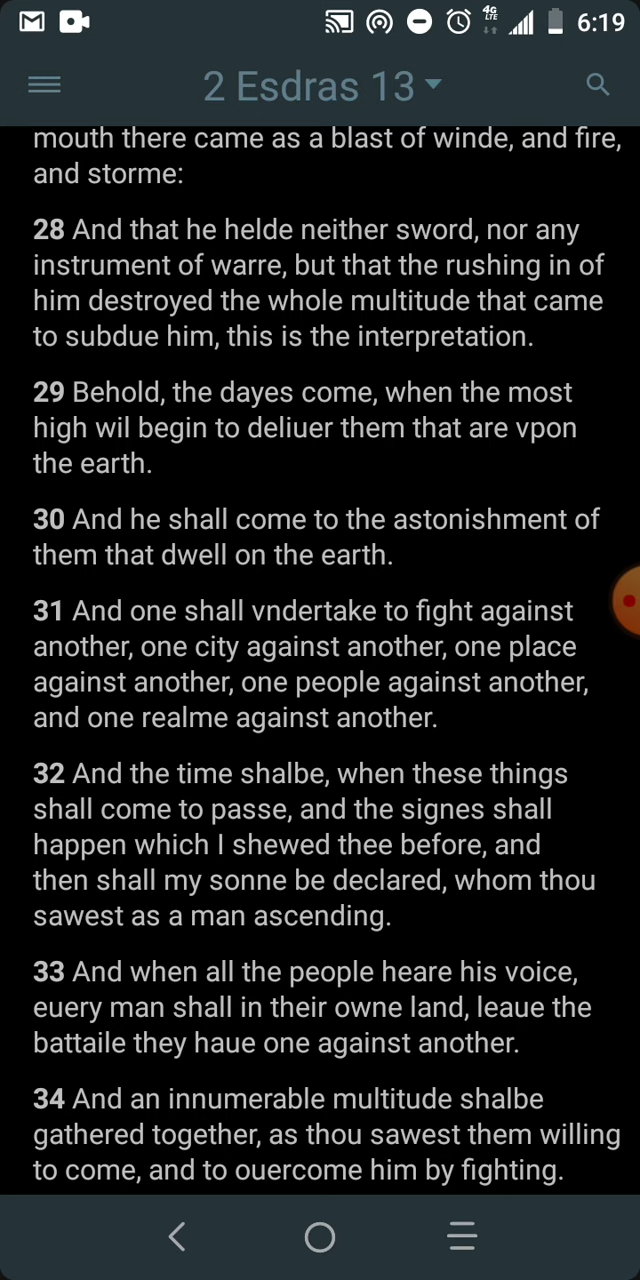 4G
LTE
6:19
2 Esdras 13
mouth there came as a blast of winde, and fire,
and storme:
28 And that he helde neither sword, nor any
instrument of warre, but that the rushing in of
him destroyed the whole multitude that came
to subdue him, this is the interpretation.
29 Behold, the dayes come, when the most
high wil begin to deliuer them that are vpon
the earth.
30 And he shall come to the astonishment of
them that dwell on the earth.
31 And one shall vndertake to fight against
another, one city against another, one place
against another, one people against another,
and one realme against another.
32 And the time shalbe, when these things
shall come to passe, and the signes shall
happen which I shewed thee before, and
then shall my sonne be declared, whom thou
sawest as a man ascending.
33 And when all the people heare his voice,
euery man shall in their owne land, leaue the
battaile they haue one against another.
34 And an innumerable multitude shalbe
gathered together, as thou sawest them willing
to come, and to ouercome him by fighting.